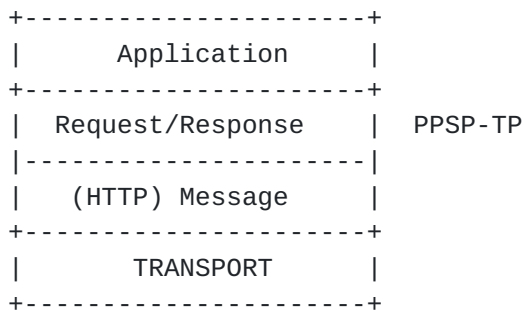 +----------------------+
|      Application     |
+----------------------+
|  Request/Response    |  PPSP-TP
|----------------------|
|   (HTTP) Message     |
+----------------------+
|       TRANSPORT      |
+----------------------+